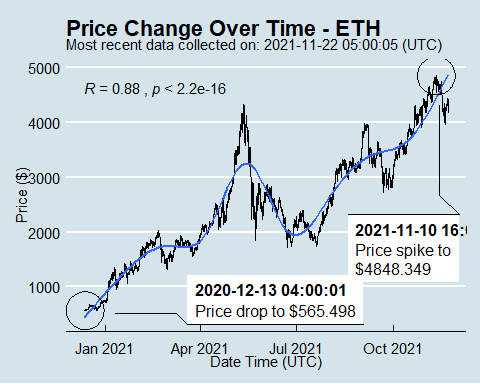 Price Change Over Time - ETH
Most recent data collected on: 2021-11-22 05:00:05 (UTC)
R = 0.88 , p < 2.2e-16
5000
4000
3000
2000
1000
Price ($)
2021-11-10 16:
Price spike to
$4848.349
2020-12-13 04:00:01
Price drop to $565.498
Jan 2021
Apr 2021
Jul 2021
Oct 2021
Date Time (UTC)